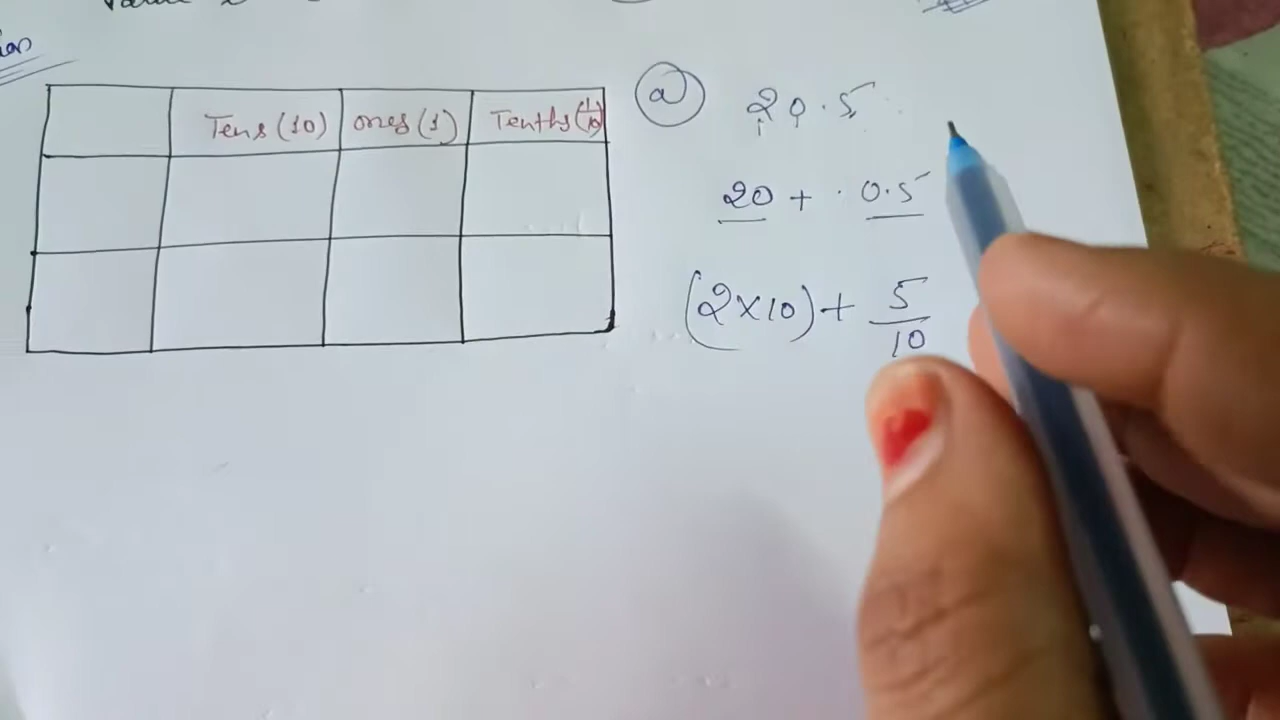 Tens (10) ones (1) Tenths (1/10)
a
20.5
20 + 0.5
(2×10) + 5/10